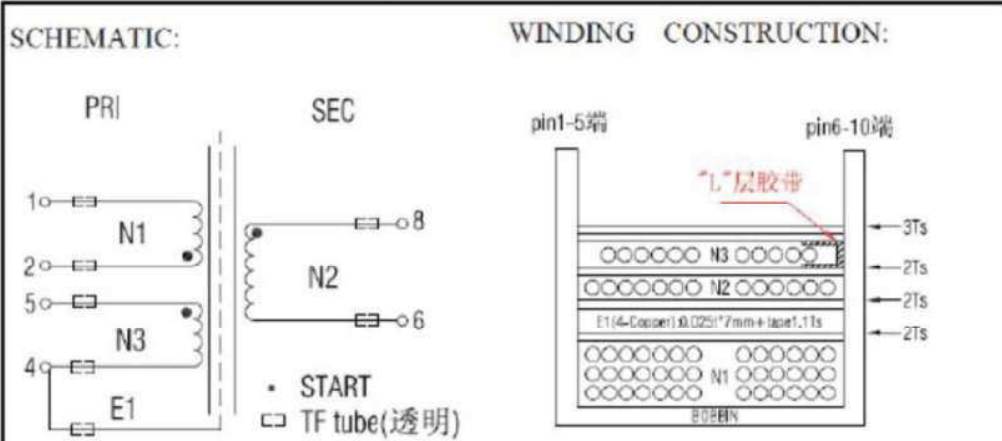 SCHEMATIC:
WINDING CONSTRUCTION:
PRI
SEC
pin1-5端
pin6-10端
"L"层胶带
1
N1
2
5
N3
4
E1
8
N2
6
• START
TF tube(透明)
3Ts
N3
2Ts
N2
2Ts
E1(4-Copper):0.025t*7mm+tape1.1Ts
2Ts
N1
BOBBIN